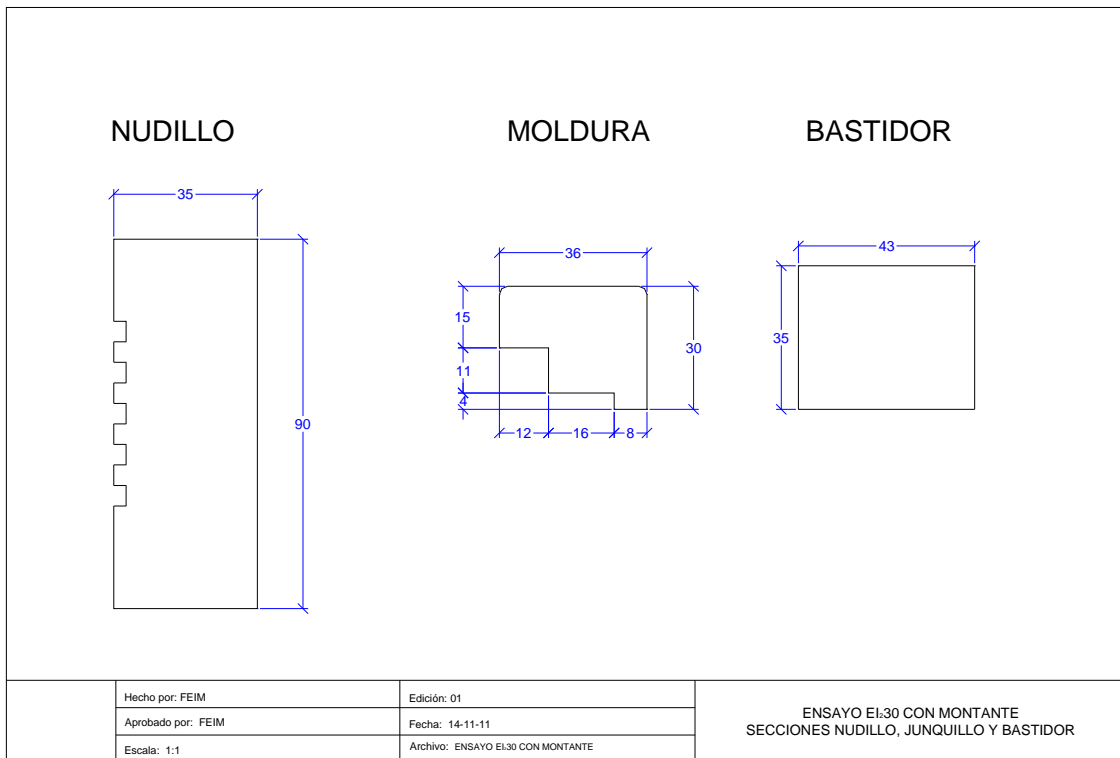 NUDILLO
MOLDURA
BASTIDOR
35
90
36
15
11
4
30
12
16
8
43
35
Hecho por: FEIM
Aprobado por: FEIM
Escala: 1:1
Edición: 01
Fecha: 14-11-11
Archivo: ENSAYO EI₂30 CON MONTANTE
ENSAYO EI₂30 CON MONTANTE
SECCIONES NUDILLO, JUNQUILLO Y BASTIDOR